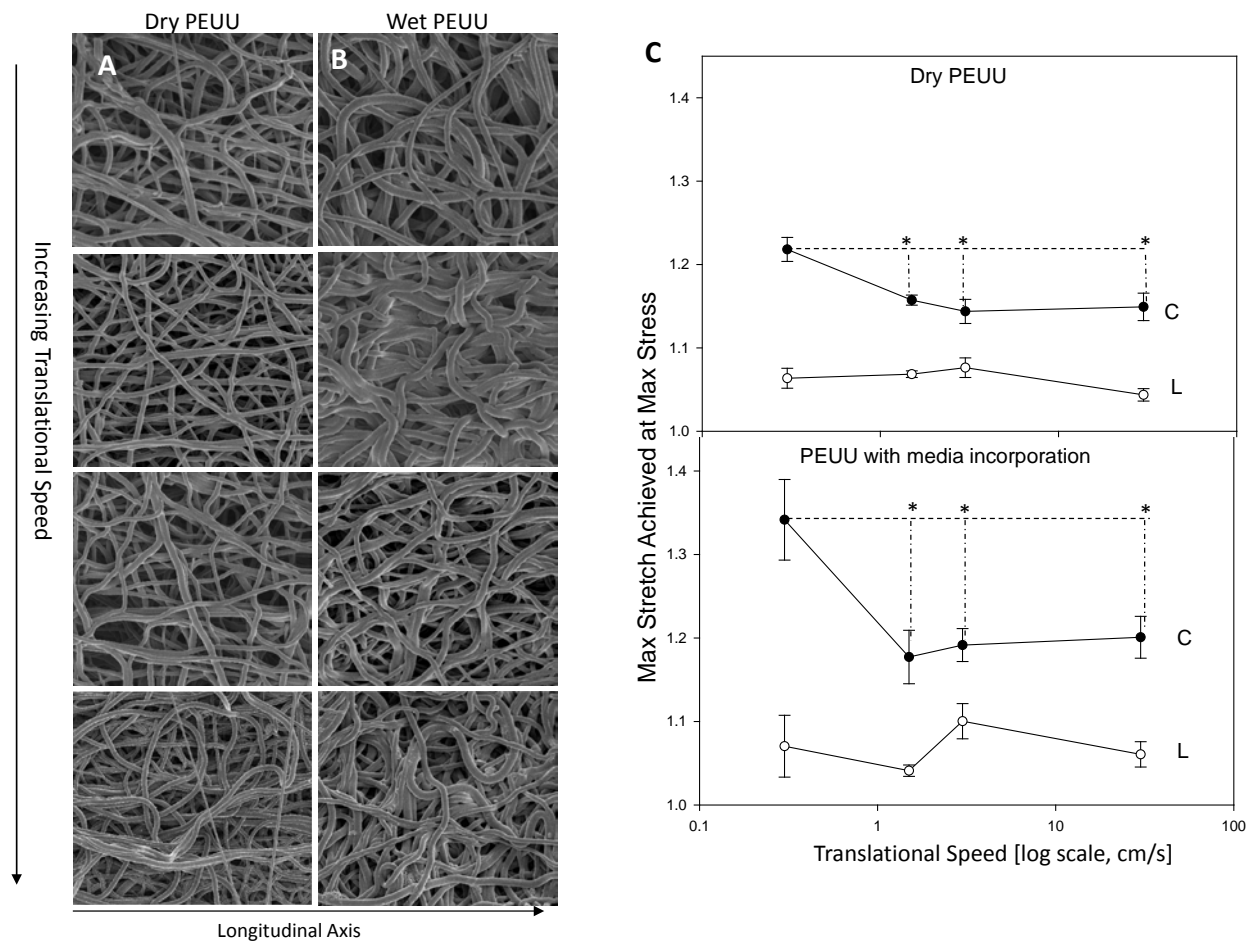 Dry PEUU
Wet PEUU
A
B
Increasing Translational Speed
Longitudinal Axis
C
Max Stretch Achieved at Max Stress
Dry PEUU
1.4
1.3
1.2
1.1
1.0
* * *
C
L
PEUU with media incorporation
1.4
1.3
1.2
1.1
1.0
* * *
C
L
0.1 1 10 100
Translational Speed [log scale, cm/s]